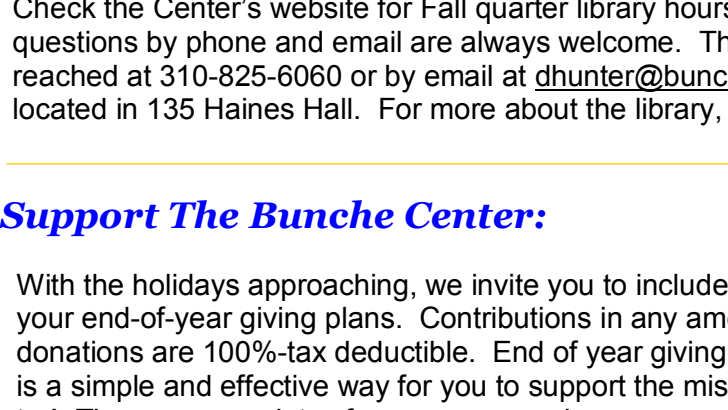 Check the Center's website for Fall quarter library hours
questions by phone and email are always welcome. Th
reached at 310-825-6060 or by email at dhunter@bunc
located in 135 Haines Hall. For more about the library,
Support The Bunche Center:
With the holidays approaching, we invite you to include
your end-of-year giving plans. Contributions in any am
donations are 100%-tax deductible. End of year giving
is a simple and effective way for you to support the mis